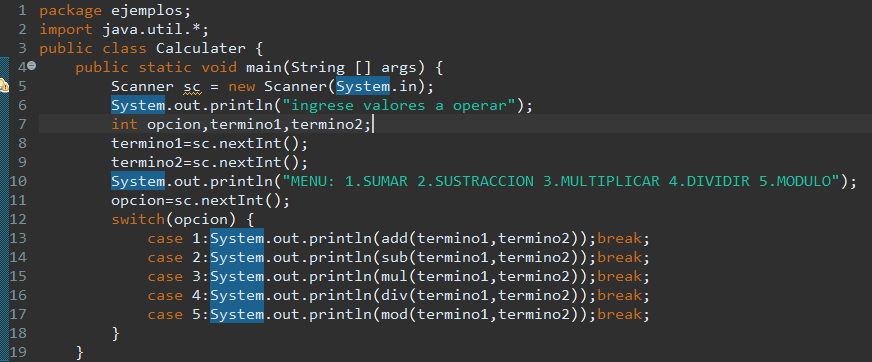 1 package ejemplos;
2 import java.util.*;
3 public class Calculater {
4 public static void main(String [] args) {
5 Scanner sc = new Scanner(System.in);
6 System.out.println("ingrese valores a operar");
7 int opcion,termino1,termino2;
8 termino1=sc.nextInt();
9 termino2=sc.nextInt();
10 System.out.println("MENU: 1.SUMAR 2.SUSTRACCION 3.MULTIPLICAR 4.DIVIDIR 5.MODULO");
11 opcion=sc.nextInt();
12 switch(opcion) {
13 case 1:System.out.println(add(termino1,termino2));break;
14 case 2:System.out.println(sub(termino1,termino2));break;
15 case 3:System.out.println(mul(termino1,termino2));break;
16 case 4:System.out.println(div(termino1,termino2));break;
17 case 5:System.out.println(mod(termino1,termino2));break;
18 }
19 }